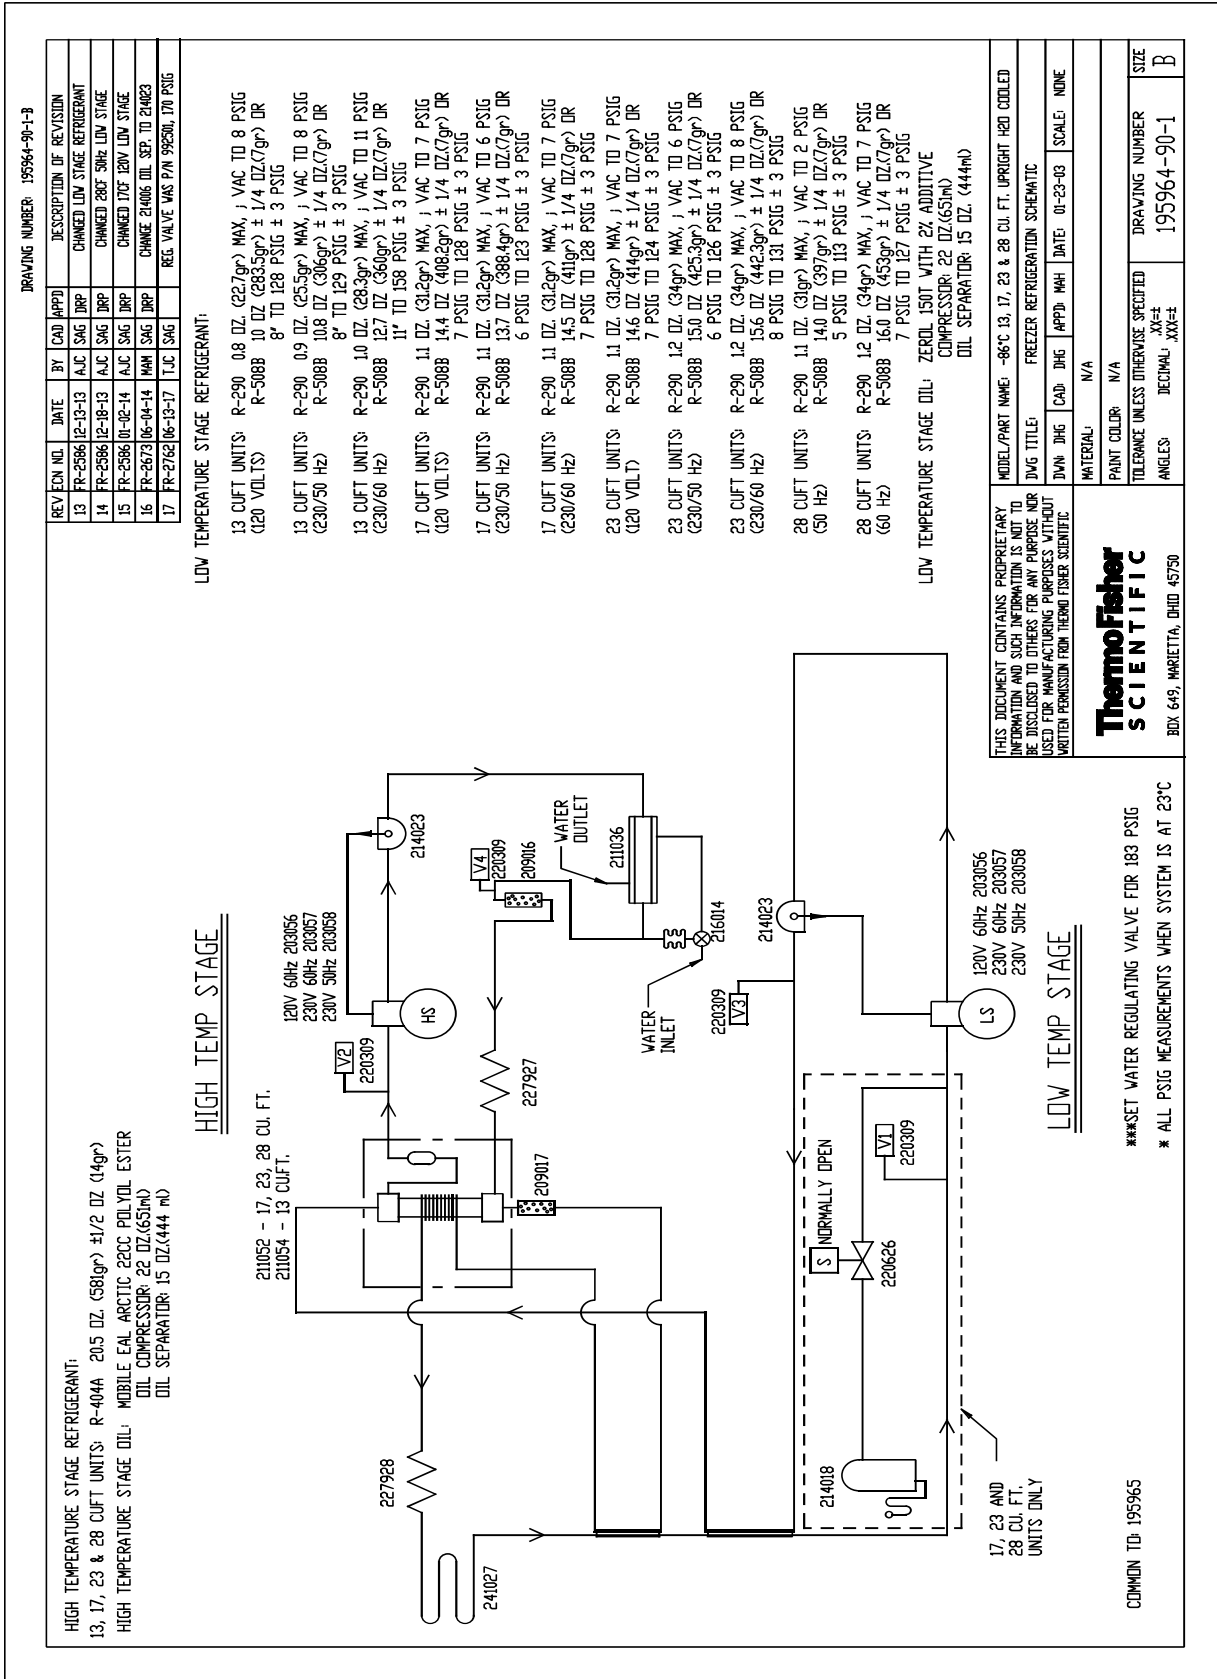 DRAWING NUMBER: 195964-90-1-B
REV ECN NO. DATE BY CAD APPD DESCRIPTION OF REVISION
13 FR-2586 12-13-13 AJC SAG DRP CHANGED LOW STAGE REFRIGERANT
14 FR-2586 12-18-13 AJC SAG DRP CHANGED 28CF 50Hz LOW STAGE
15 FR-2586 01-02-14 AJC SAG DRP CHANGED 17CF 120V LOW STAGE
16 FR-2673 06-04-14 MAM SAG DRP CHANGE 214006 OIL SEP. TO 214023
17 FR-2762 06-13-17 TJC SAG REG. VALVE WAS P/N 992501, 170 PSIG
HIGH TEMPERATURE STAGE REFRIGERANT:
13, 17, 23 & 28 CUFT UNITS: R-404A 20.5 OZ. (581gr) ±1/2 OZ (14gr)
HIGH TEMPERATURE STAGE OIL: MOBILE EAL ARCTIC 22CC POLYOL ESTER
OIL COMPRESSOR: 22 OZ.(651ml)
OIL SEPARATOR: 15 OZ.(444 ml)
HIGH TEMP STAGE
211052 - 17, 23, 28 CU. FT.
211054 - 13 CU.FT.
V2
220309
120V 60Hz 203056
230V 60Hz 203057
230V 50Hz 203058
HS
214023
V4
220309
209016
WATER
OUTLET
211036
216014
WATER
INLET
227927
209017
227928
241027
214023
V3
220309
S
NORMALLY OPEN
220626
V1
220309
214018
17, 23 AND
28 CU. FT.
UNITS ONLY
LS
120V 60Hz 203056
230V 60Hz 203057
230V 50Hz 203058
LOW TEMP STAGE
***SET WATER REGULATING VALVE FOR 183 PSIG
* ALL PSIG MEASUREMENTS WHEN SYSTEM IS AT 23°C
COMMON TO: 195965
LOW TEMPERATURE STAGE REFRIGERANT:
13 CUFT UNITS: R-290 0.8 OZ. (22.7gr) MAX, ; VAC TO 8 PSIG
(120 VOLTS) R-508B 10 OZ (283.5gr) ± 1/4 OZ.(7gr) OR
8" TO 128 PSIG ± 3 PSIG
13 CUFT UNITS: R-290 0.9 OZ. (25.5gr) MAX, ; VAC TO 8 PSIG
(230/50 Hz) R-508B 10.8 OZ (306gr) ± 1/4 OZ.(7gr) OR
8" TO 129 PSIG ± 3 PSIG
13 CUFT UNITS: R-290 1.0 OZ. (28.3gr) MAX, ; VAC TO 11 PSIG
(230/60 Hz) R-508B 12.7 OZ (360gr) ± 1/4 OZ.(7gr) OR
11" TO 158 PSIG ± 3 PSIG
17 CUFT UNITS: R-290 1.1 OZ. (31.2gr) MAX, ; VAC TO 7 PSIG
(120 VOLTS) R-508B 14.4 OZ (408.2gr) ± 1/4 OZ.(7gr) OR
7 PSIG TO 128 PSIG ± 3 PSIG
17 CUFT UNITS: R-290 1.1 OZ. (31.2gr) MAX, ; VAC TO 6 PSIG
(230/50 Hz) R-508B 13.7 OZ (388.4gr) ± 1/4 OZ.(7gr) OR
6 PSIG TO 123 PSIG ± 3 PSIG
17 CUFT UNITS: R-290 1.1 OZ. (31.2gr) MAX, ; VAC TO 7 PSIG
(230/60 Hz) R-508B 14.5 OZ (411gr) ± 1/4 OZ.(7gr) OR
7 PSIG TO 128 PSIG ± 3 PSIG
23 CUFT UNITS: R-290 1.1 OZ. (31.2gr) MAX, ; VAC TO 7 PSIG
(120 VOLT) R-508B 14.6 OZ (414gr) ± 1/4 OZ.(7gr) OR
7 PSIG TO 124 PSIG ± 3 PSIG
23 CUFT UNITS: R-290 1.2 OZ. (34gr) MAX, ; VAC TO 6 PSIG
(230/50 Hz) R-508B 15.0 OZ (425.3gr) ± 1/4 OZ.(7gr) OR
6 PSIG TO 126 PSIG ± 3 PSIG
23 CUFT UNITS: R-290 1.2 OZ. (34gr) MAX, ; VAC TO 8 PSIG
(230/60 Hz) R-508B 15.6 OZ (442.3gr) ± 1/4 OZ.(7gr) OR
8 PSIG TO 131 PSIG ± 3 PSIG
28 CUFT UNITS: R-290 1.1 OZ. (31gr) MAX, ; VAC TO 2 PSIG
(50 Hz) R-508B 14.0 OZ (397gr) ± 1/4 OZ.(7gr) OR
5 PSIG TO 113 PSIG ± 3 PSIG
28 CUFT UNITS: R-290 1.2 OZ. (34gr) MAX, ; VAC TO 7 PSIG
(60 Hz) R-508B 16.0 OZ (453gr) ± 1/4 OZ.(7gr) OR
7 PSIG TO 127 PSIG ± 3 PSIG
LOW TEMPERATURE STAGE OIL: ZEROL 150T WITH 2% ADDITIVE
COMPRESSOR: 22 OZ.(651ml)
OIL SEPARATOR: 15 OZ. (444ml)
THIS DOCUMENT CONTAINS PROPRIETARY
INFORMATION AND SUCH INFORMATION IS NOT TO
BE DISCLOSED TO OTHERS FOR ANY PURPOSE NOR
USED FOR MANUFACTURING PURPOSES WITHOUT
WRITTEN PERMISSION FROM THERMO FISHER SCIENTIFIC
ThermoFisher
SCIENTIFIC
BOX 649, MARIETTA, OHIO 45750
MODEL/PART NAME: -86°C 13, 17, 23 & 28 CU. FT. UPRIGHT H2O COOLED
DWG TITLE: FREEZER REFRIGERATION SCHEMATIC
DWN: DHG CAD: DHG APPD: MAH DATE: 01-23-03 SCALE: NONE
MATERIAL: N/A
PAINT COLOR: N/A
TOLERANCE UNLESS OTHERWISE SPECIFIED
ANGLES: DECIMAL: .XX=±
.XXX=±
DRAWING NUMBER
195964-90-1
SIZE
B